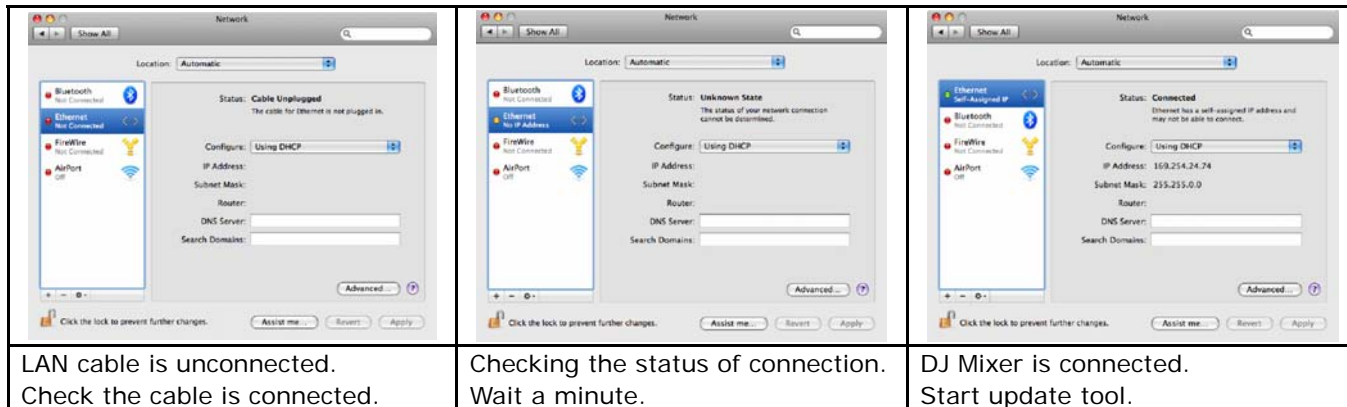 Network
Show All
Location: Automatic
Bluetooth
Not Connected
Ethernet
Not Connected
FireWire
Not Connected
AirPort
Off
Status: Cable Unplugged
The cable for Ethernet is not plugged in.
Configure: Using DHCP
IP Address:
Subnet Mask:
Router:
DNS Server:
Search Domains:
Advanced... ?
+ -
Click the lock to prevent further changes.
Assist me... Revert Apply
LAN cable is unconnected.
Check the cable is connected.
Network
Show All
Location: Automatic
Bluetooth
Not Connected
Ethernet
No IP Address
FireWire
Not Connected
AirPort
Off
Status: Unknown State
The status of your network connection
cannot be determined.
Configure: Using DHCP
IP Address:
Subnet Mask:
Router:
DNS Server:
Search Domains:
Advanced... ?
+ -
Click the lock to prevent further changes.
Assist me... Revert Apply
Checking the status of connection.
Wait a minute.
Network
Show All
Location: Automatic
Ethernet
Self-Assigned IP
Bluetooth
Not Connected
FireWire
Not Connected
AirPort
Off
Status: Connected
Ethernet has a self-assigned IP address and
may not be able to connect.
Configure: Using DHCP
IP Address: 169.254.24.74
Subnet Mask: 255.255.0.0
Router:
DNS Server:
Search Domains:
Advanced... ?
+ -
Click the lock to prevent further changes.
Assist me... Revert Apply
DJ Mixer is connected.
Start update tool.